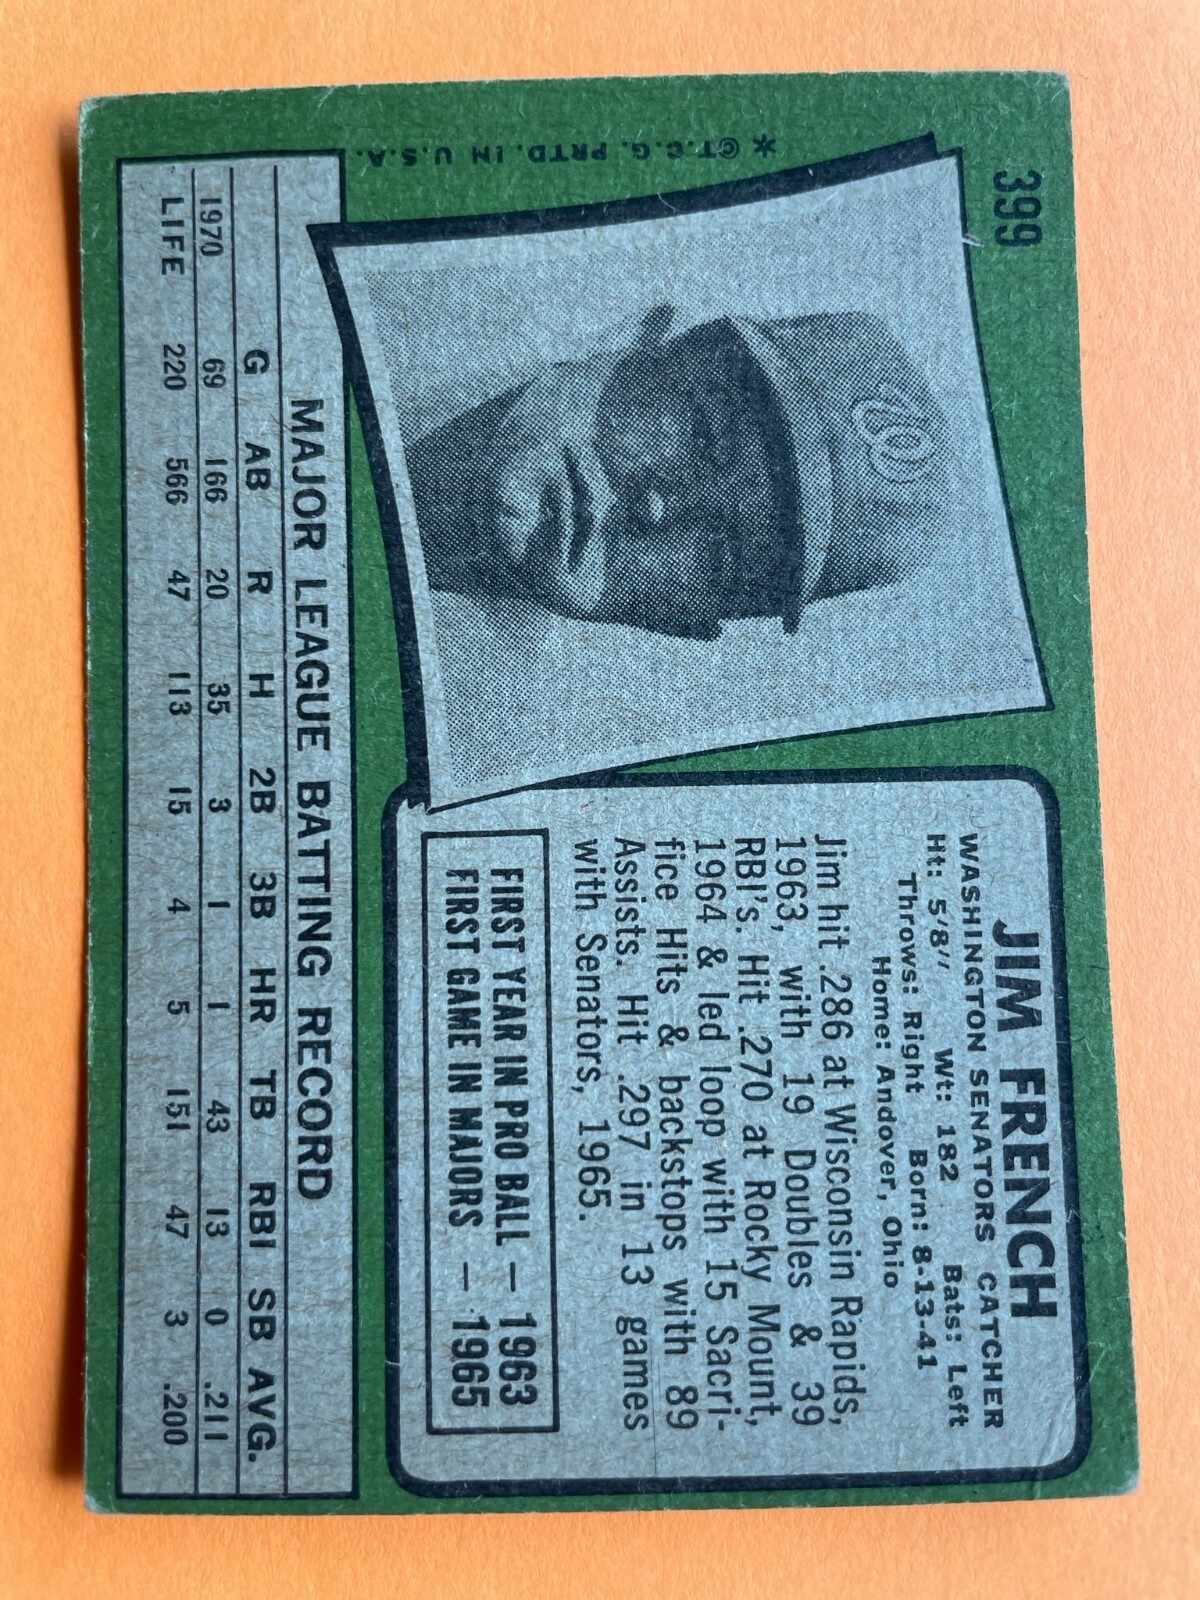 399
* ©T.C.G. PRTD. IN U.S.A.
W
JIM FRENCH
WASHINGTON SENATORS CATCHER
Ht: 5'8" Wt: 182 Bats: Left
Throws: Right Born: 8-13-41
Home: Andover, Ohio
Jim hit .286 at Wisconsin Rapids,
1963, with 19 Doubles & 39
RBI's. Hit .270 at Rocky Mount,
1964 & led loop with 15 Sacri-
fice Hits & backstops with 89
Assists. Hit .297 in 13 games
with Senators, 1965.
FIRST YEAR IN PRO BALL — 1963
FIRST GAME IN MAJORS — 1965
MAJOR LEAGUE BATTING RECORD
G AB R H 2B 3B HR TB RBI SB AVG.
1970 69 166 20 35 3 1 1 43 13 0 .211
LIFE 220 566 47 113 15 4 5 151 47 3 .200